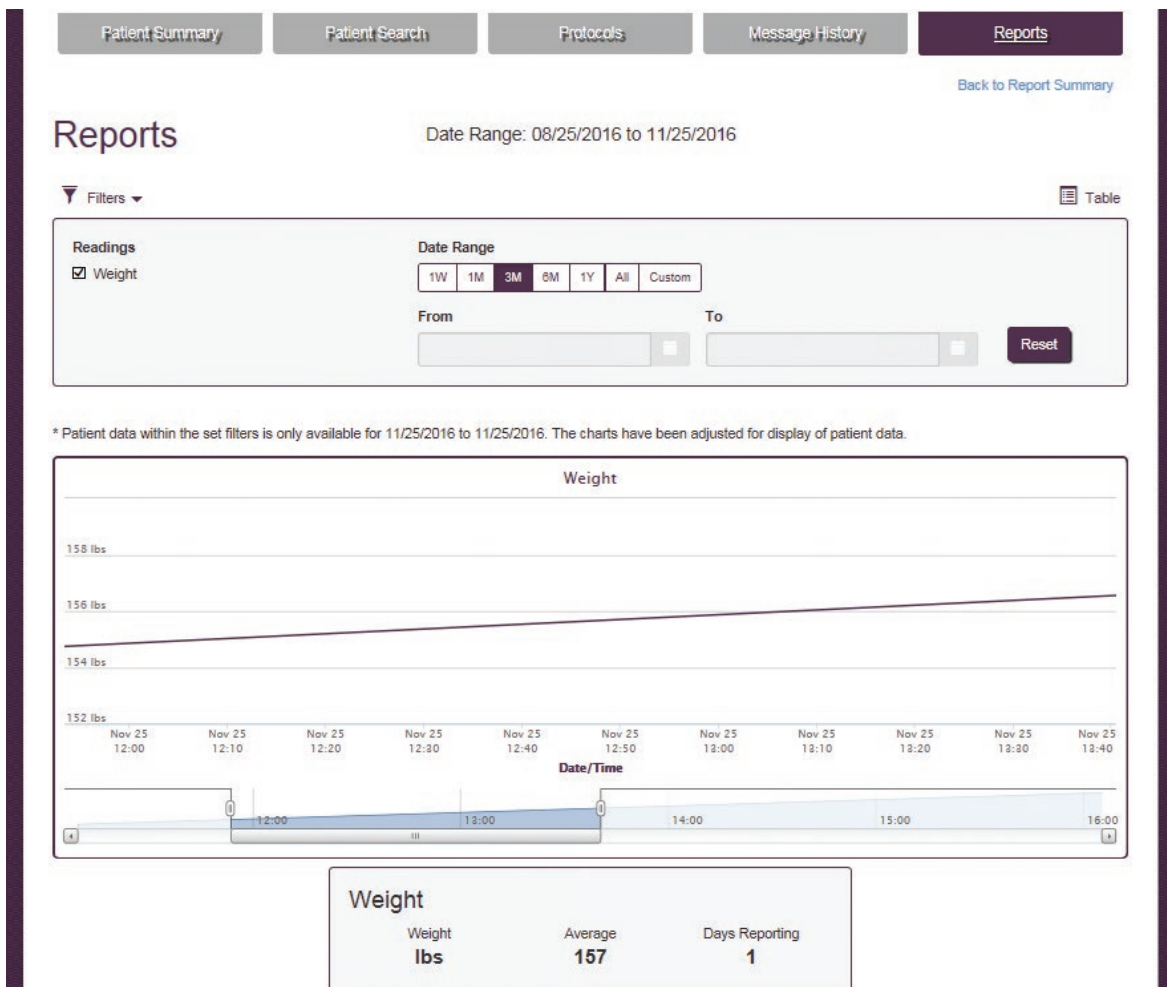 Patient Summary Patient Search Protocols Message History Reports
Back to Report Summary
Reports Date Range: 08/25/2016 to 11/25/2016
Filters Table
Readings Date Range
Weight 1W 1M 3M 6M 1Y All Custom
From To
Reset
* Patient data within the set filters is only available for 11/25/2016 to 11/25/2016. The charts have been adjusted for display of patient data.
Weight
158 lbs
156 lbs
154 lbs
152 lbs
Nov 25 Nov 25 Nov 25 Nov 25 Nov 25 Nov 25 Nov 25 Nov 25 Nov 25 Nov 25 Nov 25
12:00 12:10 12:20 12:30 12:40 12:50 13:00 13:10 13:20 13:30 13:40
Date/Time
12:00 13:00 14:00 15:00 16:00
Weight
Weight Average Days Reporting
lbs 157 1